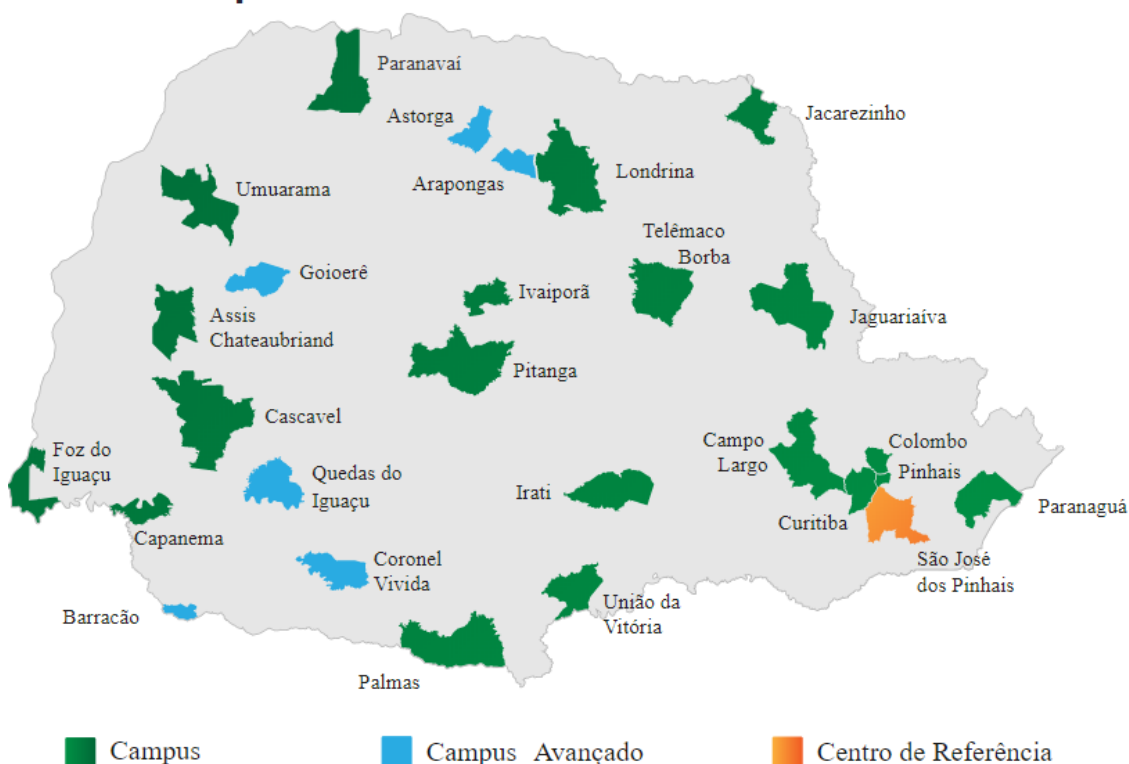 Paranavaí
Astorga
Jacarezinho
Arapongas
Londrina
Umuarama
Telêmaco
Borba
Goioerê
Ivaiporã
Assis
Chateaubriand
Jaguariaíva
Pitanga
Cascavel
Foz do
Iguaçu
Campo
Largo
Colombo
Pinhais
Quedas do
Iguaçu
Irati
Paranaguá
Curitiba
Capanema
São José
dos Pinhais
Coronel
Vivida
Barracão
União da
Vitória
Palmas
Campus
Campus Avançado
Centro de Referência